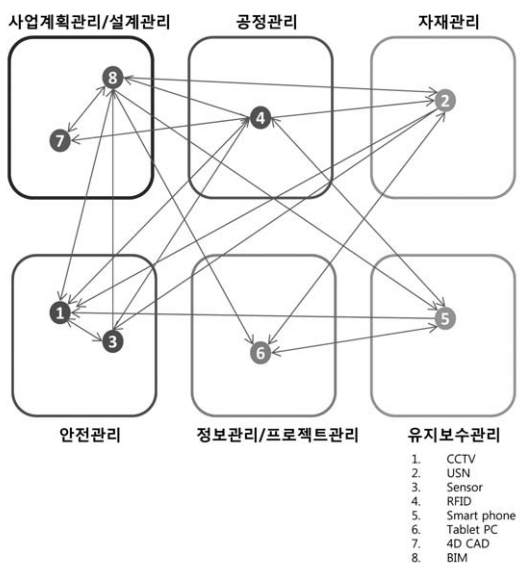 사업계획관리/설계관리 공정관리 자재관리
8
2
4
7
1
5
3
6
안전관리 정보관리/프로젝트관리 유지보수관리
1. CCTV
2. USN
3. Sensor
4. RFID
5. Smart phone
6. Tablet PC
7. 4D CAD
8. BIM